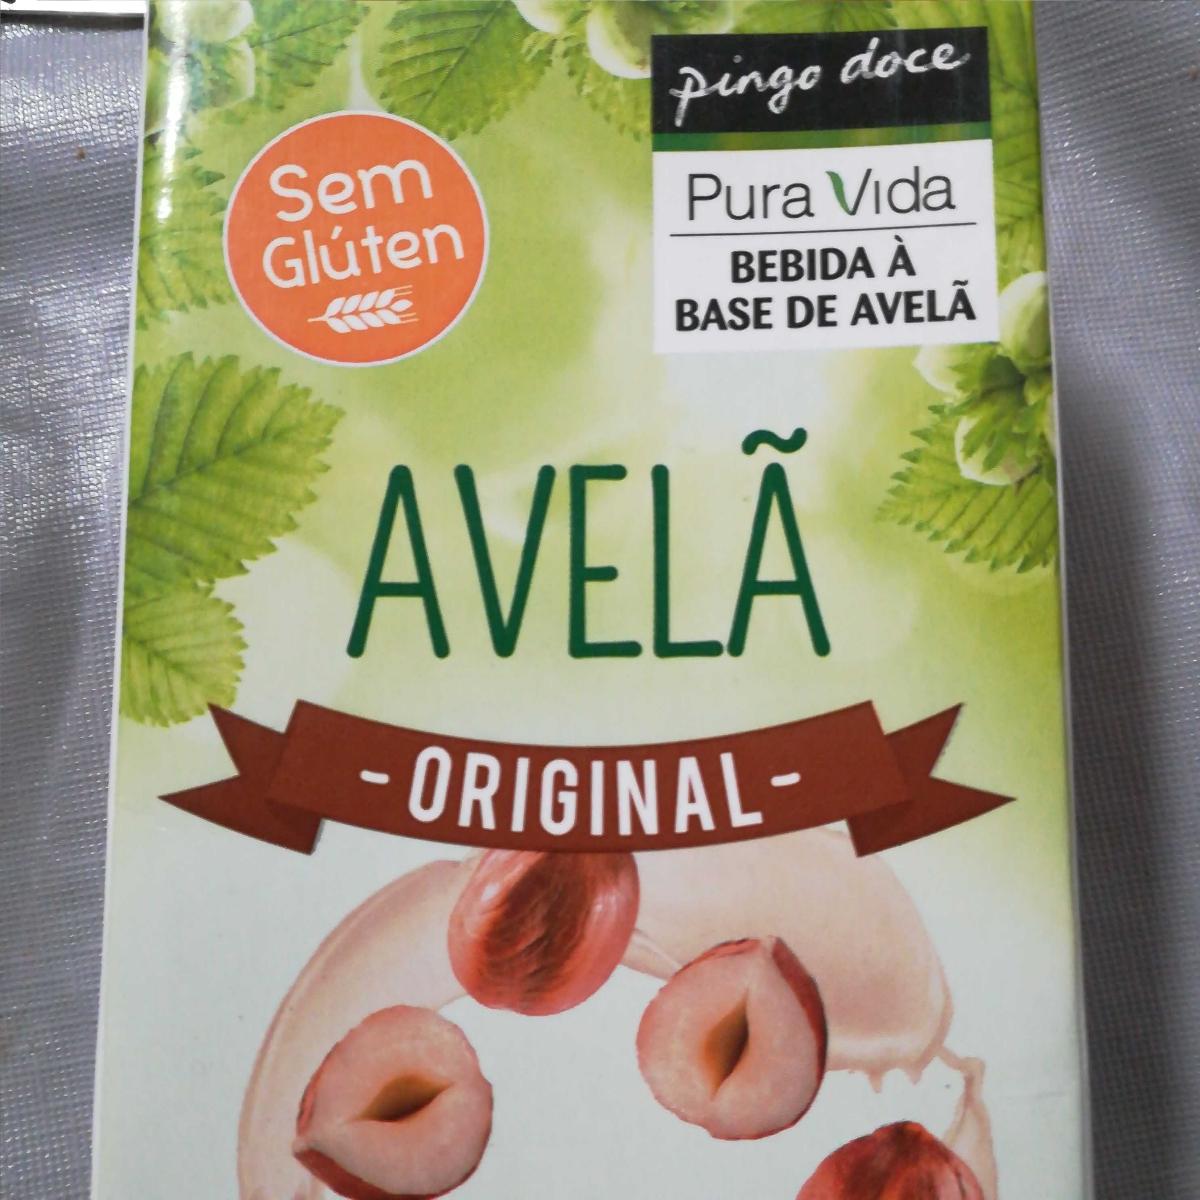 pingo doce
Pura Vida
BEBIDA À
BASE DE AVELÃ
Sem
Glúten
AVELÃ
- ORIGINAL -